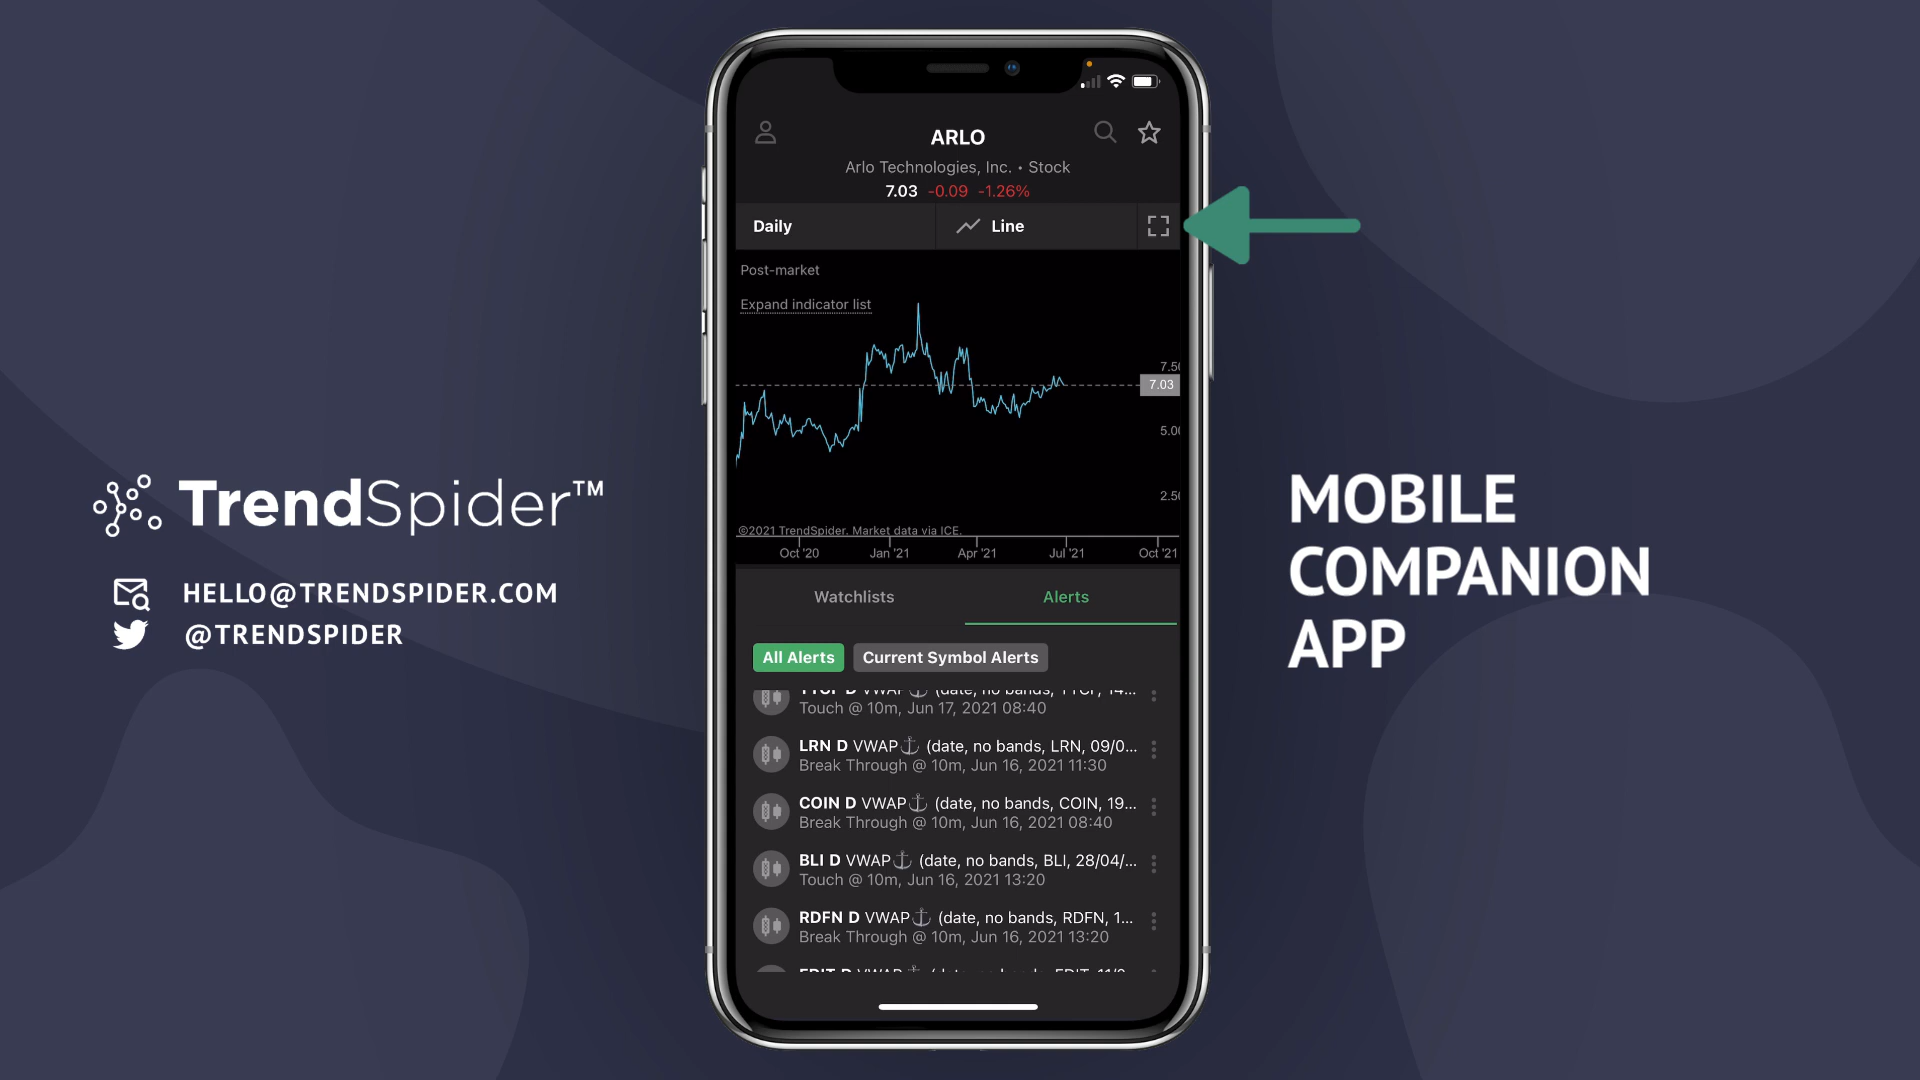 ARLO
Arlo Technologies, Inc. • Stock
7.03 -0.09 -1.26%
Daily
Line
Post-market
Expand indicator list
7.50
7.03
5.00
2.50
©2021 TrendSpider. Market data via ICE.
Oct '20 Jan '21 Apr '21 Jul '21 Oct '21
Watchlists Alerts
All Alerts Current Symbol Alerts
Touch @ 10m, Jun 17, 2021 08:40
LRN D VWAP⚓ (date, no bands, LRN, 09/0...
Break Through @ 10m, Jun 16, 2021 11:30
COIN D VWAP⚓ (date, no bands, COIN, 19...
Break Through @ 10m, Jun 16, 2021 08:40
BLI D VWAP⚓ (date, no bands, BLI, 28/04/...
Touch @ 10m, Jun 16, 2021 13:20
RDFN D VWAP⚓ (date, no bands, RDFN, 1...
Break Through @ 10m, Jun 16, 2021 13:20
TrendSpider™
HELLO@TRENDSPIDER.COM
@TRENDSPIDER
MOBILE
COMPANION
APP